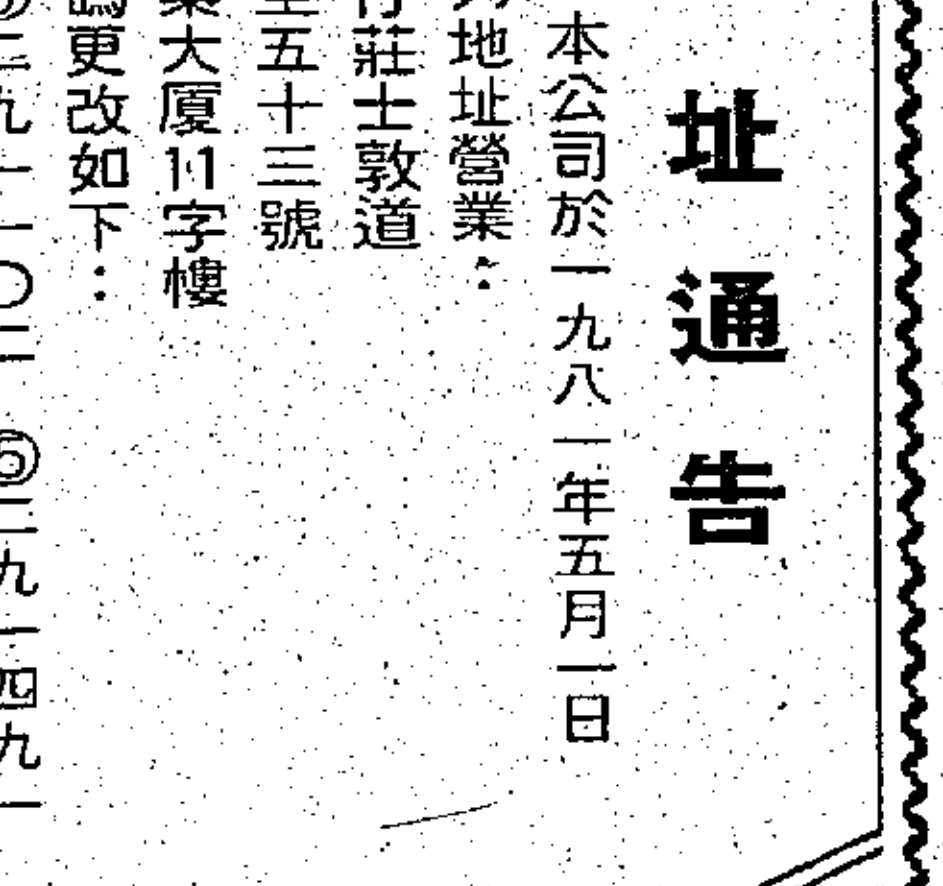 址通告
本公司於一九八一年五月一日
地址營業：
莊士敦道
五十三號
大厦11字樓
更改如下：
二九一一〇二 ⑤二九一四九一